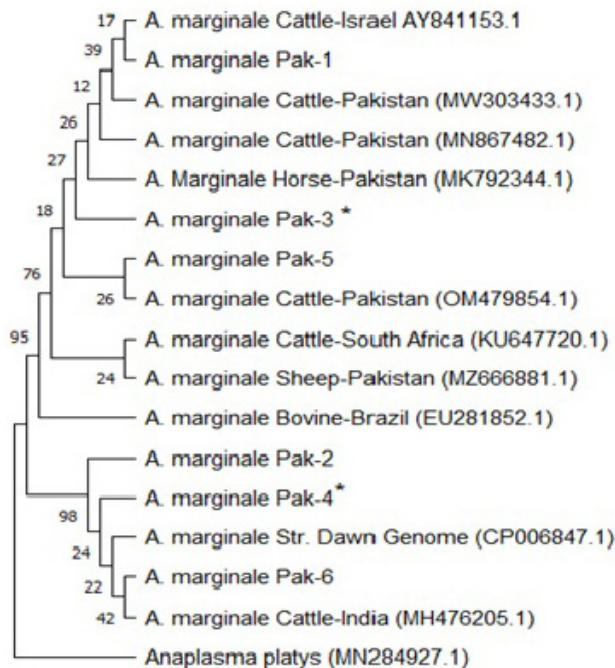 17
A. marginale Cattle-Israel AY841153.1
39
A. marginale Pak-1
12
A. marginale Cattle-Pakistan (MW303433.1)
26
A. marginale Cattle-Pakistan (MN867482.1)
27
A. Marginale Horse-Pakistan (MK792344.1)
18
A. marginale Pak-3 *
76
A. marginale Pak-5
26
A. marginale Cattle-Pakistan (OM479854.1)
95
A. marginale Cattle-South Africa (KU647720.1)
24
A. marginale Sheep-Pakistan (MZ666881.1)
A. marginale Bovine-Brazil (EU281852.1)
A. marginale Pak-2
98
A. marginale Pak-4*
24
A. marginale Str. Dawn Genome (CP006847.1)
22
A. marginale Pak-6
42
A. marginale Cattle-India (MH476205.1)
Anaplasma platys (MN284927.1)